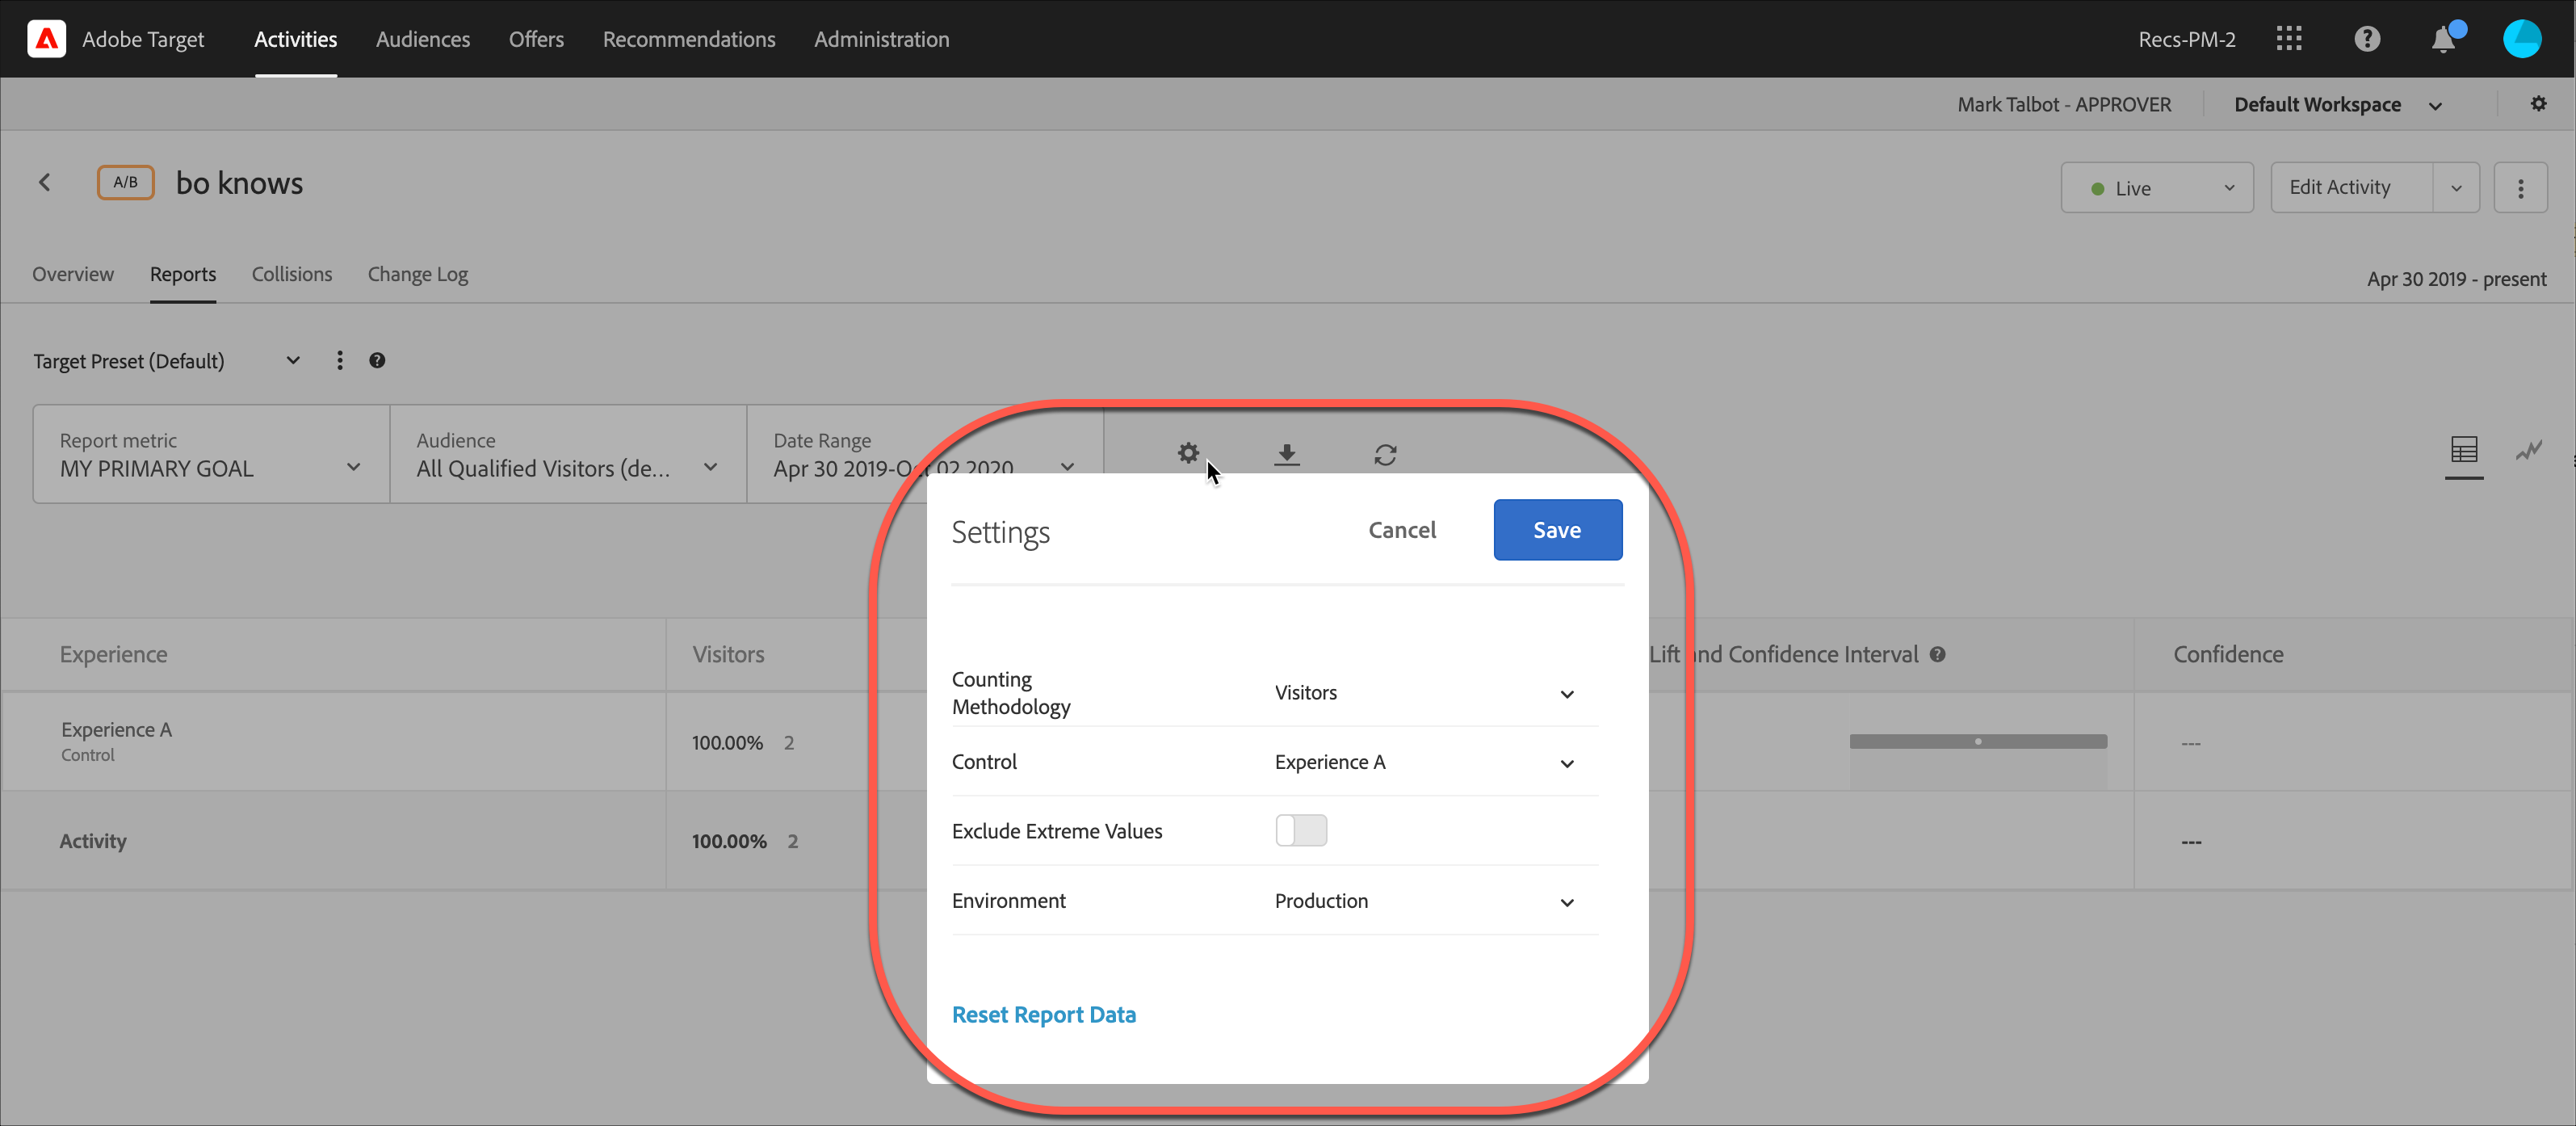 Adobe Target Activities Audiences Offers Recommendations Administration Recs-PM-2
Mark Talbot - APPROVER Default Workspace
A/B bo knows Live Edit Activity
Overview Reports Collisions Change Log Apr 30 2019 - present
Target Preset (Default)
Report metric Audience Date Range
MY PRIMARY GOAL All Qualified Visitors (de... Apr 30 2019-Oct 02 2020
Settings Cancel Save
Experience Visitors Lift and Confidence Interval Confidence
Counting
Methodology Visitors
Experience A
Control
100.00% 2 ---
Control Experience A
Exclude Extreme Values
Activity 100.00% 2 ---
Environment Production
Reset Report Data